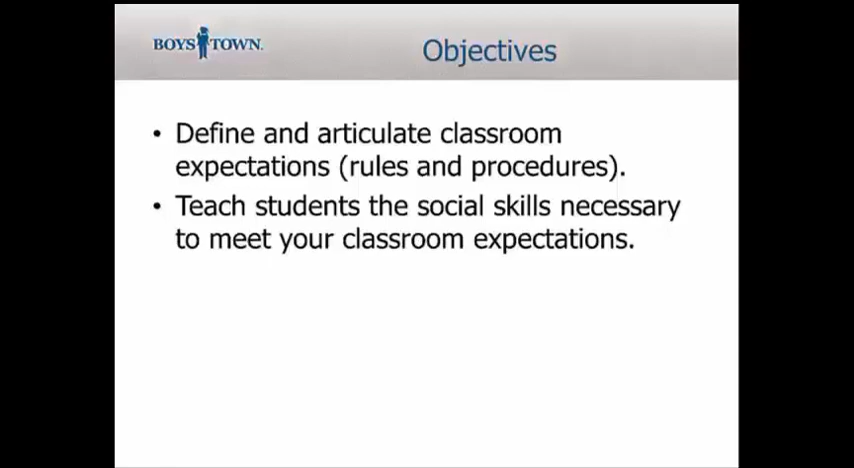 BOYS TOWN.
Objectives
• Define and articulate classroom
expectations (rules and procedures).
• Teach students the social skills necessary
to meet your classroom expectations.